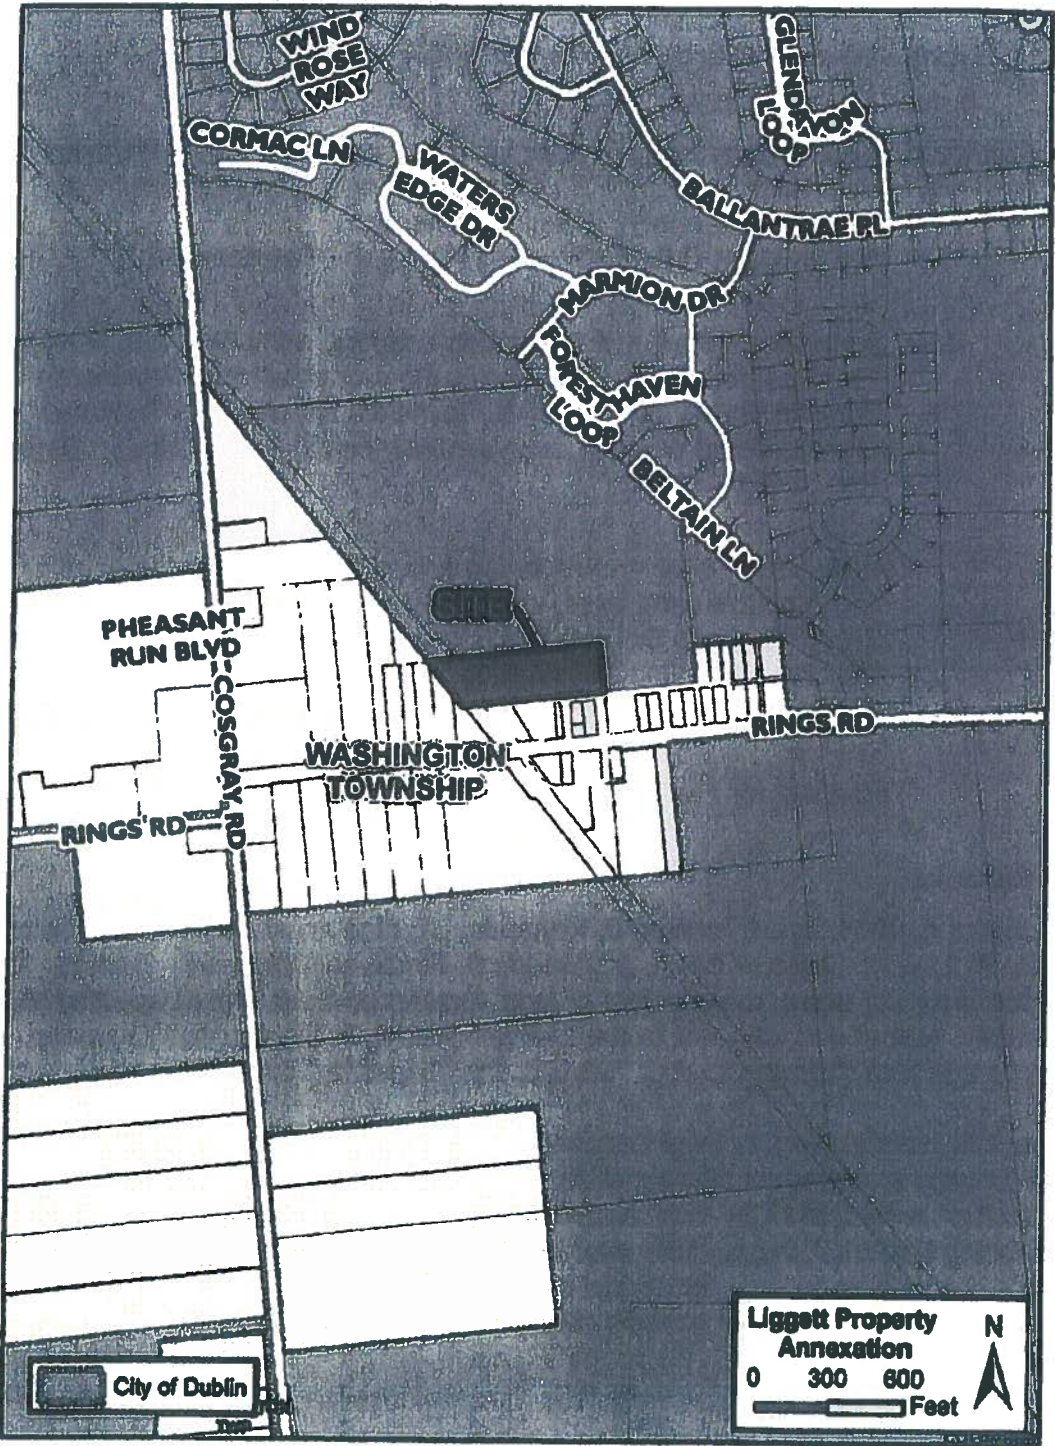 WIND
ROSE
WAY
GLENDAVON
LOOP
CORMAC LN
WATERS
EDGE DR
BALLANTRAE PL
MARMION DR
FOREST HAVEN
LOOP
BELTAIN LN
SITE
PHEASANT
RUN BLVD
COSGRAY RD
RINGS RD
WASHINGTON
TOWNSHIP
RINGS RD
City of Dublin
TWP
Liggett Property
Annexation
N
0 300 600
Feet